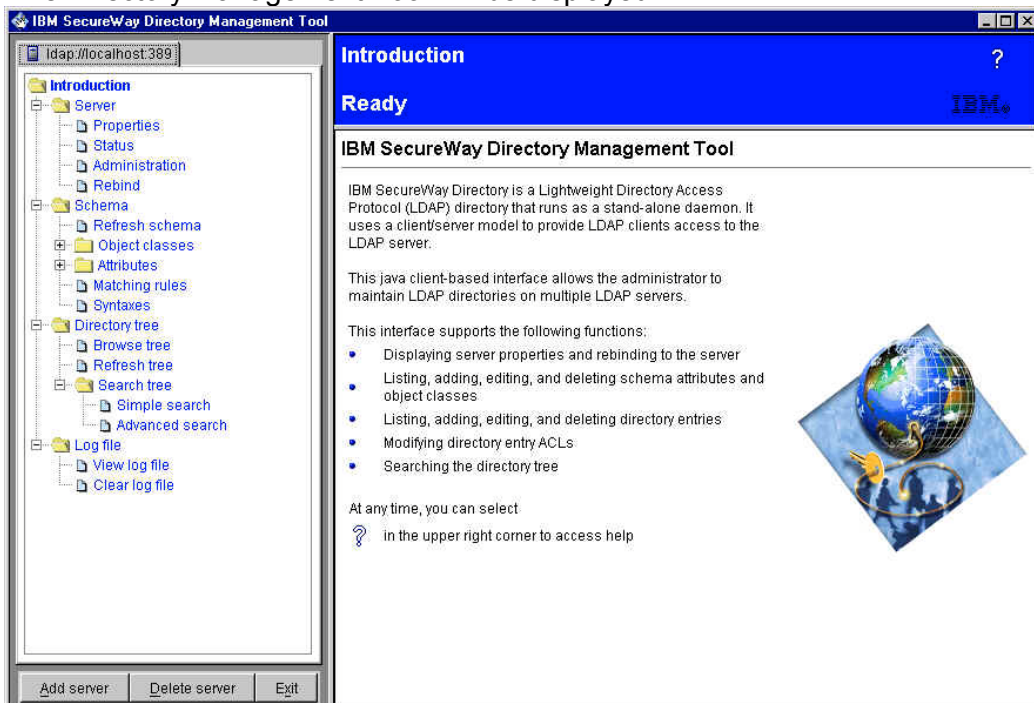 IBM SecureWay Directory Management Tool
ldap://localhost:389
Introduction
Server
Properties
Status
Administration
Rebind
Schema
Refresh schema
Object classes
Attributes
Matching rules
Syntaxes
Directory tree
Browse tree
Refresh tree
Search tree
Simple search
Advanced search
Log file
View log file
Clear log file
Add server Delete server Exit
Introduction ?
Ready IBM
IBM SecureWay Directory Management Tool
IBM SecureWay Directory is a Lightweight Directory Access
Protocol (LDAP) directory that runs as a stand-alone daemon. It
uses a client/server model to provide LDAP clients access to the
LDAP server.
This java client-based interface allows the administrator to
maintain LDAP directories on multiple LDAP servers.
This interface supports the following functions:
• Displaying server properties and rebinding to the server
• Listing, adding, editing, and deleting schema attributes and
object classes
• Listing, adding, editing, and deleting directory entries
• Modifying directory entry ACLs
• Searching the directory tree
At any time, you can select
? in the upper right corner to access help